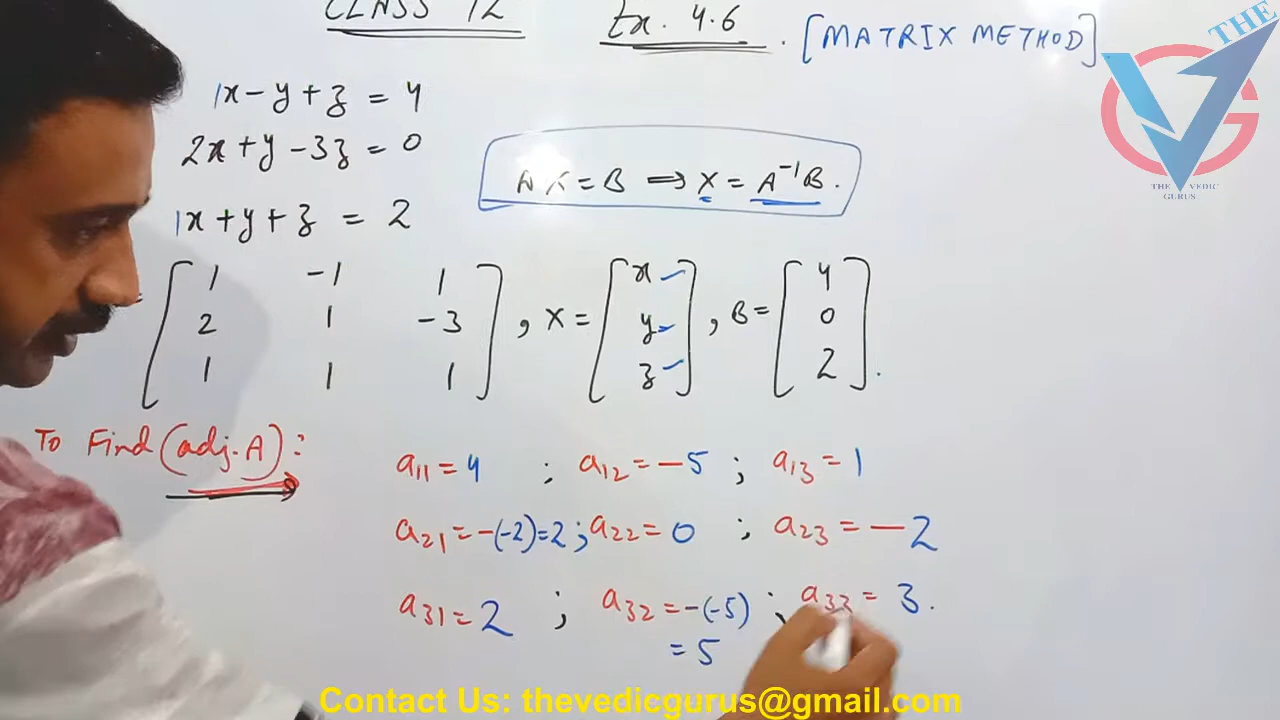 CLASS 12 Ex. 4.6 . [MATRIX METHOD]
THE
1x - y + z = 4
2x + y - 3z = 0
1x + y + z = 2
AX = B ⟹ X = A⁻¹B.
THE VEDIC
GURUS
= [1 -1 1
2 1 -3
1 1 1] , X = [x
y
z] , B = [4
0
2].
To Find (adj. A) :
a11 = 4 ; a12 = -5 ; a13 = 1
a21 = -(-2) = 2 ; a22 = 0 ; a23 = -2
a31 = 2 ; a32 = -(-5) ; a33 = 3.
= 5
Contact Us: thevedicgurus@gmail.com